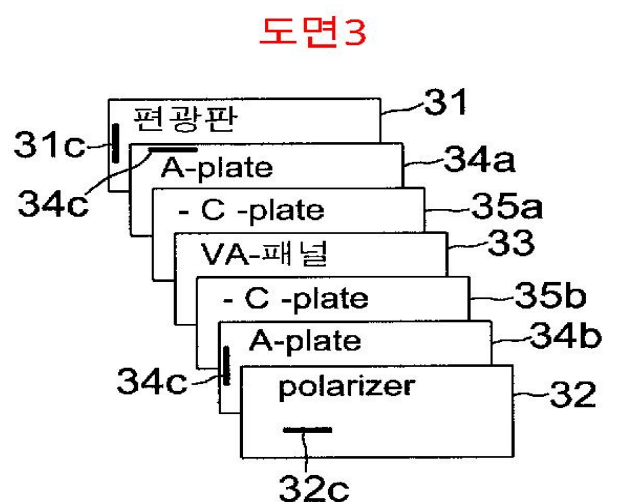 도면3
31
편광판
31c
34a
A-plate
34c
35a
- C -plate
33
VA-패널
35b
- C -plate
34b
A-plate
34c
32
polarizer
32c